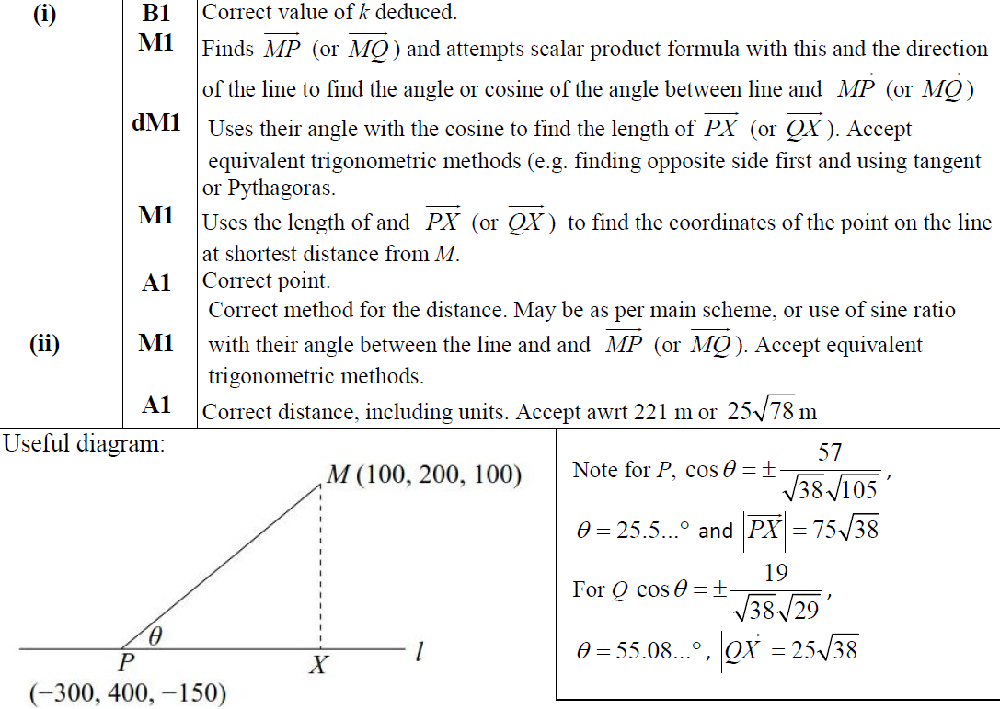 (i) B1 Correct value of k deduced.
M1 Finds $\overrightarrow{MP}$ (or $\overrightarrow{MQ}$) and attempts scalar product formula with this and the direction
of the line to find the angle or cosine of the angle between line and $\overrightarrow{MP}$ (or $\overrightarrow{MQ}$)
dM1 Uses their angle with the cosine to find the length of $\overrightarrow{PX}$ (or $\overrightarrow{QX}$). Accept
equivalent trigonometric methods (e.g. finding opposite side first and using tangent
or Pythagoras.
M1 Uses the length of and $\overrightarrow{PX}$ (or $\overrightarrow{QX}$) to find the coordinates of the point on the line
at shortest distance from M.
A1 Correct point.
Correct method for the distance. May be as per main scheme, or use of sine ratio
(ii) M1 with their angle between the line and and $\overrightarrow{MP}$ (or $\overrightarrow{MQ}$). Accept equivalent
trigonometric methods.
A1 Correct distance, including units. Accept awrt 221 m or $25\sqrt{78}$ m
Useful diagram:
M (100, 200, 100)
θ
P X l
(−300, 400, −150)
Note for P, $\cos\theta = \pm\frac{57}{\sqrt{38}\sqrt{105}}$,
θ = 25.5...° and $\left|\overrightarrow{PX}\right| = 75\sqrt{38}$
For Q $\cos\theta = \pm\frac{19}{\sqrt{38}\sqrt{29}}$,
θ = 55.08...°, $\left|\overrightarrow{QX}\right| = 25\sqrt{38}$